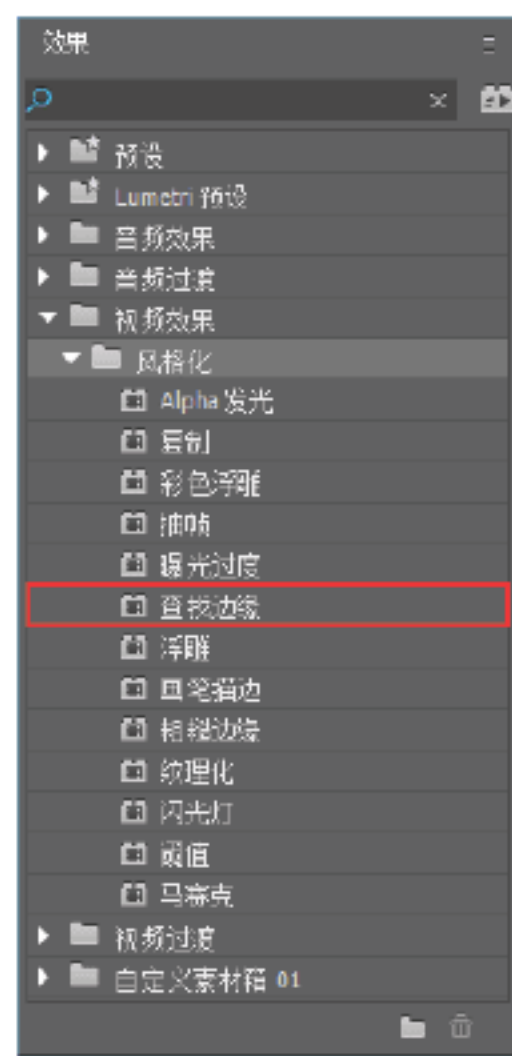 效果
预设
Lumetri 预设
音频效果
音频过渡
视频效果
风格化
Alpha 发光
复制
彩色浮雕
抽帧
曝光过度
查找边缘
浮雕
画笔描边
粗糙边缘
纹理化
闪光灯
阈值
马赛克
视频过渡
自定义素材箱 01